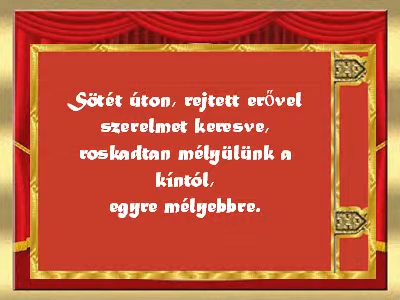 Sötét úton, rejtett erővel
szerelmet keresve,
roskadtan mélyülünk a
kíntól,
egyre mélyebbre.